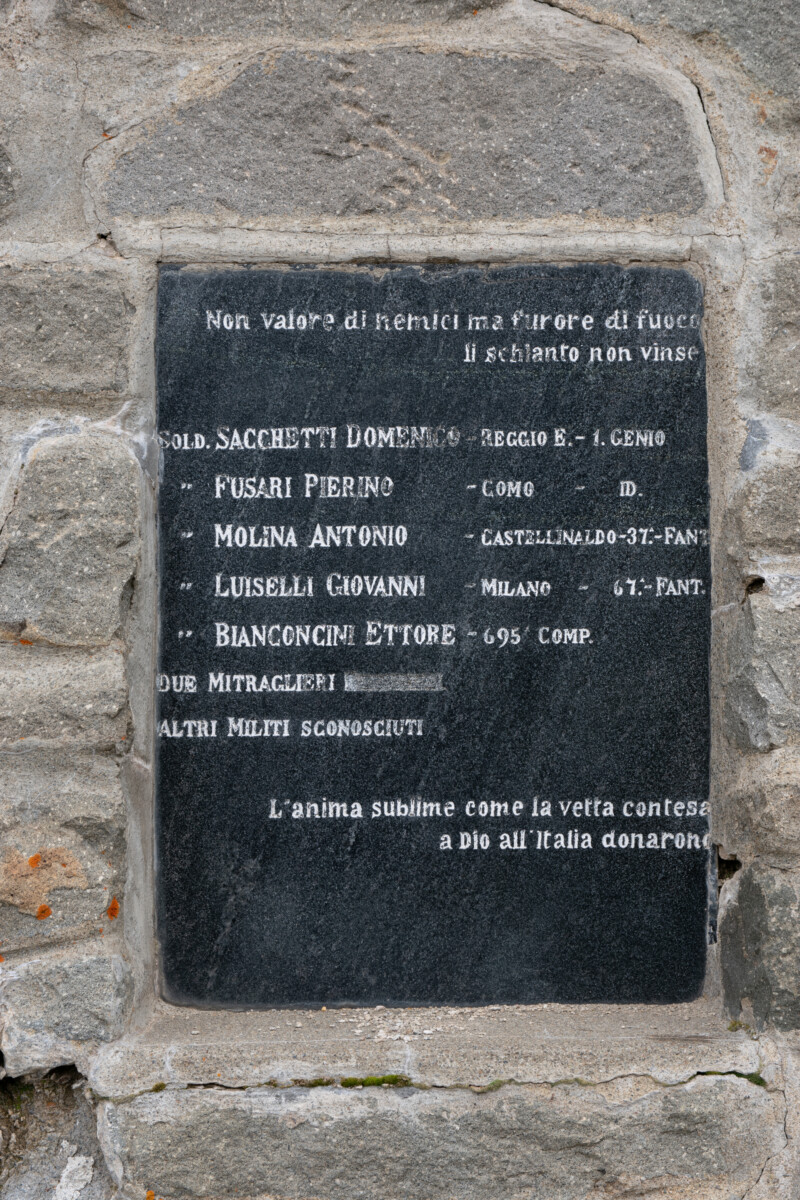 Non valore di nemici ma furore di fuoco
li schianto non vinse
SOLD. SACCHETTI DOMENICO - REGGIO E. - 1. GENIO
" FUSARI PIERINO - COMO - ID.
" MOLINA ANTONIO - CASTELLINALDO - 37.° - FANT
" LUISELLI GIOVANNI - MILANO - 67.° - FANT.
" BIANCONCINI ETTORE - 695ª COMP.
DUE MITRAGLIERI
ALTRI MILITI SCONOSCIUTI
L'anima sublime come la vetta contesa
a Dio all'Italia donarono